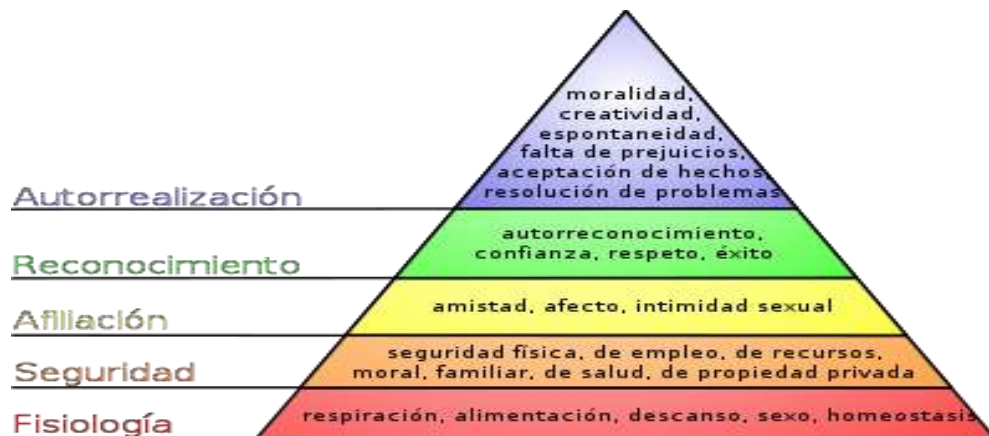 moralidad,
creatividad,
espontaneidad,
falta de prejuicios,
aceptación de hechos,
resolución de problemas
Autorrealización
autorreconocimiento,
confianza, respeto, éxito
Reconocimiento
amistad, afecto, intimidad sexual
Afiliación
seguridad física, de empleo, de recursos,
moral, familiar, de salud, de propiedad privada
Seguridad
respiración, alimentación, descanso, sexo, homeostasis
Fisiología